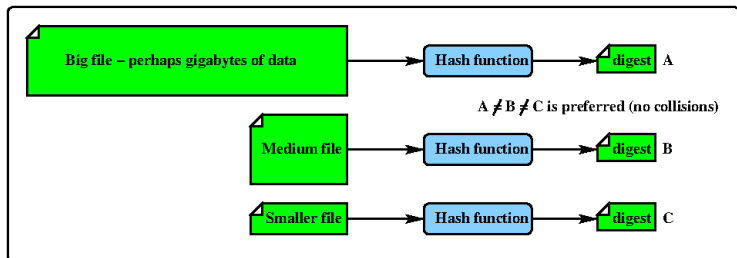 Big file – perhaps gigabytes of data Hash function digest A
A ≠ B ≠ C is preferred (no collisions)
Medium file Hash function digest B
Smaller file Hash function digest C